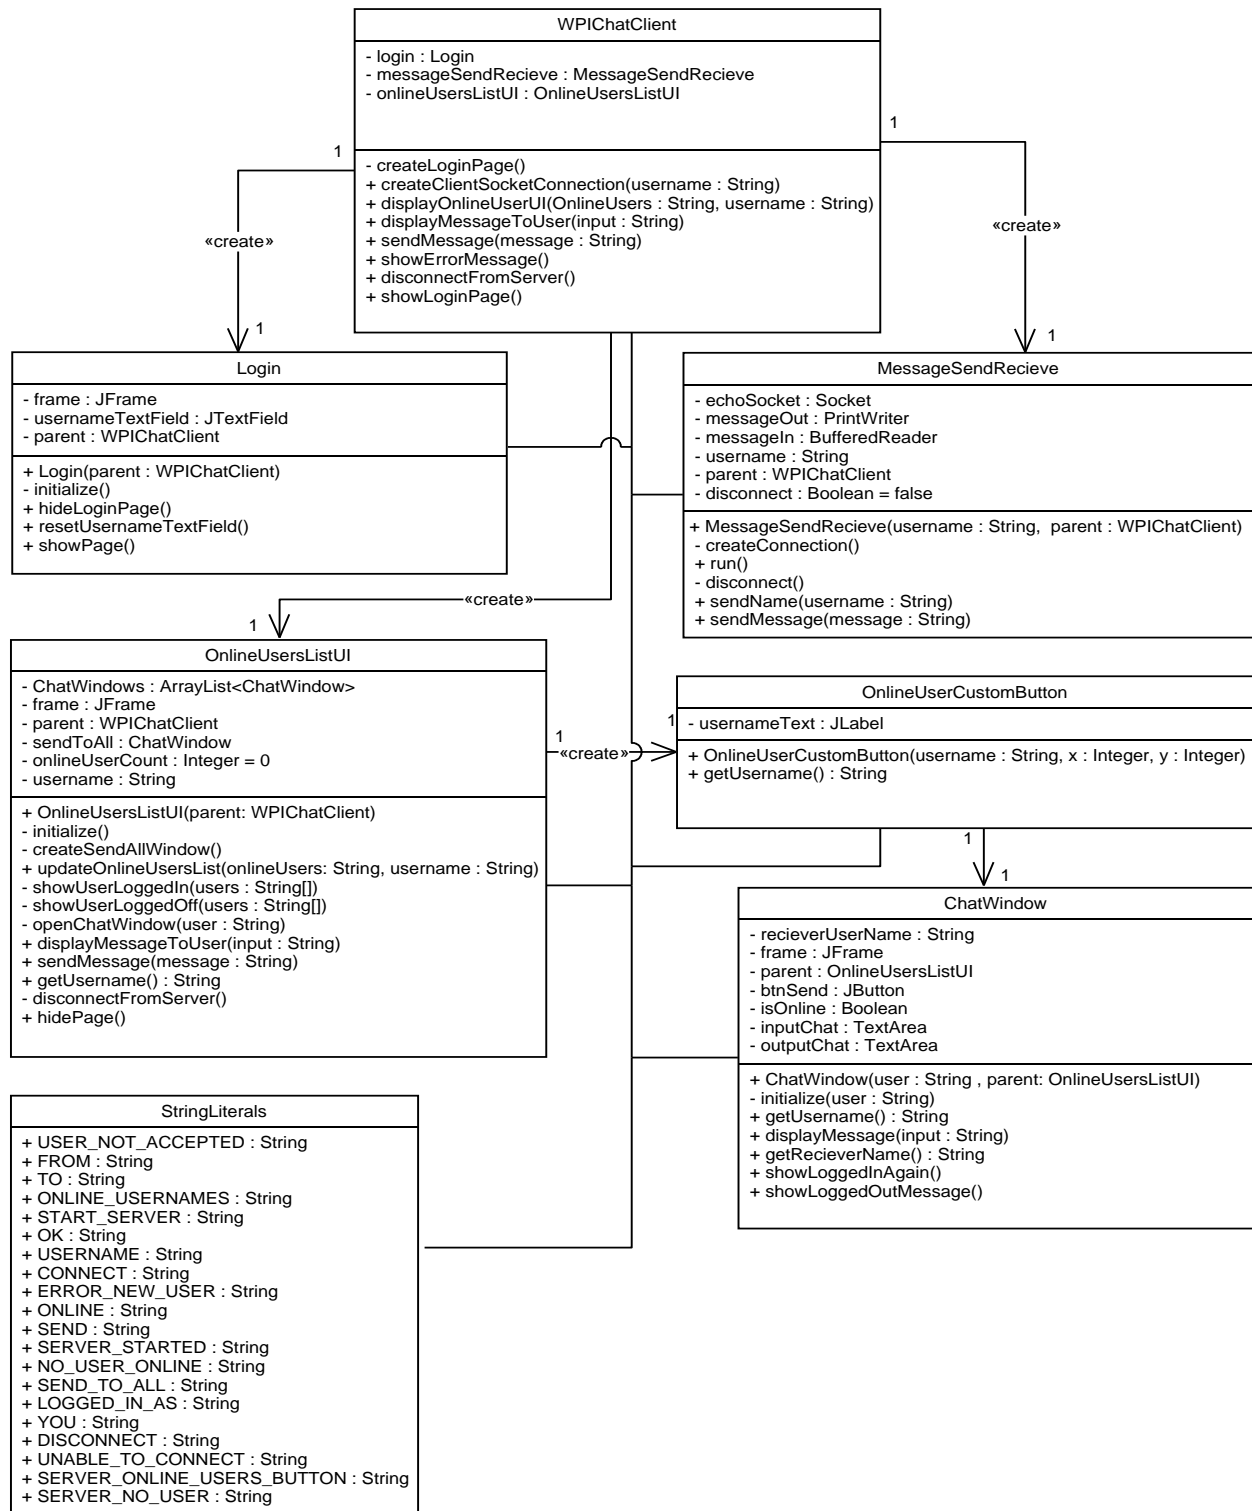 WPIChatClient
- login : Login
- messageSendRecieve : MessageSendRecieve
- onlineUsersListUI : OnlineUsersListUI
- createLoginPage()
+ createClientSocketConnection(username : String)
+ displayOnlineUserUI(OnlineUsers : String, username : String)
+ displayMessageToUser(input : String)
+ sendMessage(message : String)
+ showErrorMessage()
+ disconnectFromServer()
+ showLoginPage()
1
1
«create»
«create»
1
1
Login
- frame : JFrame
- usernameTextField : JTextField
- parent : WPIChatClient
+ Login(parent : WPIChatClient)
- initialize()
+ hideLoginPage()
+ resetUsernameTextField()
+ showPage()
MessageSendRecieve
- echoSocket : Socket
- messageOut : PrintWriter
- messageIn : BufferedReader
- username : String
- parent : WPIChatClient
- disconnect : Boolean = false
+ MessageSendRecieve(username : String, parent : WPIChatClient)
- createConnection()
+ run()
- disconnect()
+ sendName(username : String)
+ sendMessage(message : String)
«create»
1
OnlineUsersListUI
- ChatWindows : ArrayList<ChatWindow>
- frame : JFrame
- parent : WPIChatClient
- sendToAll : ChatWindow
- onlineUserCount : Integer = 0
- username : String
+ OnlineUsersListUI(parent: WPIChatClient)
- initialize()
- createSendAllWindow()
+ updateOnlineUsersList(onlineUsers: String, username : String)
- showUserLoggedIn(users : String[])
- showUserLoggedOff(users : String[])
- openChatWindow(user : String)
+ displayMessageToUser(input : String)
+ sendMessage(message : String)
+ getUsername() : String
- disconnectFromServer()
+ hidePage()
1
«create»
1
OnlineUserCustomButton
- usernameText : JLabel
+ OnlineUserCustomButton(username : String, x : Integer, y : Integer)
+ getUsername() : String
1
1
ChatWindow
- recieverUserName : String
- frame : JFrame
- parent : OnlineUsersListUI
- btnSend : JButton
- isOnline : Boolean
- inputChat : TextArea
- outputChat : TextArea
+ ChatWindow(user : String , parent: OnlineUsersListUI)
- initialize(user : String)
+ getUsername() : String
+ displayMessage(input : String)
+ getRecieverName() : String
+ showLoggedInAgain()
+ showLoggedOutMessage()
StringLiterals
+ USER_NOT_ACCEPTED : String
+ FROM : String
+ TO : String
+ ONLINE_USERNAMES : String
+ START_SERVER : String
+ OK : String
+ USERNAME : String
+ CONNECT : String
+ ERROR_NEW_USER : String
+ ONLINE : String
+ SEND : String
+ SERVER_STARTED : String
+ NO_USER_ONLINE : String
+ SEND_TO_ALL : String
+ LOGGED_IN_AS : String
+ YOU : String
+ DISCONNECT : String
+ UNABLE_TO_CONNECT : String
+ SERVER_ONLINE_USERS_BUTTON : String
+ SERVER_NO_USER : String